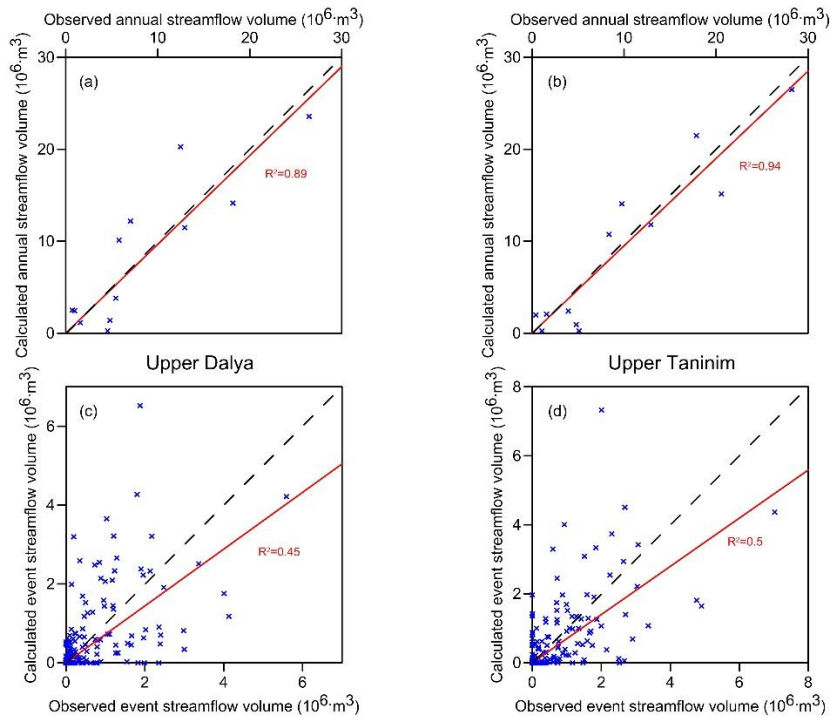 Observed annual streamflow volume (10⁶·m³)
0 10 20 30
Calculated annual streamflow volume (10⁶·m³)
30
20
10
0
(a)
R²=0.89
Observed annual streamflow volume (10⁶·m³)
0 10 20 30
Calculated annual streamflow volume (10⁶·m³)
30
20
10
0
(b)
R²=0.94
Upper Dalya
Upper Taninim
Calculated event streamflow volume (10⁶·m³)
6
4
2
0
(c)
R²=0.45
0 2 4 6
Observed event streamflow volume (10⁶·m³)
Calculated event streamflow volume (10⁶·m³)
8
6
4
2
0
(d)
R²=0.5
0 2 4 6 8
Observed event streamflow volume (10⁶·m³)